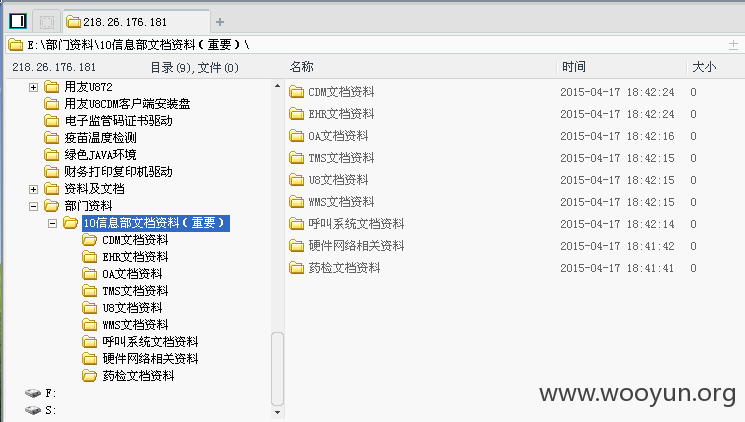 218.26.176.181
E:\部门资料\10信息部文档资料(重要)\
218.26.176.181 目录(9), 文件(0)
用友U872
用友U8CDM客户端安装盘
电子监管码证书驱动
疫苗温度检测
绿色JAVA环境
财务打印复印机驱动
资料及文档
部门资料
10信息部文档资料(重要)
CDM文档资料
EHR文档资料
OA文档资料
TMS文档资料
U8文档资料
WMS文档资料
呼叫系统文档资料
硬件网络相关资料
药检文档资料
F:
S:
名称 时间 大小
CDM文档资料 2015-04-17 18:42:24 0
EHR文档资料 2015-04-17 18:42:24 0
OA文档资料 2015-04-17 18:42:16 0
TMS文档资料 2015-04-17 18:42:15 0
U8文档资料 2015-04-17 18:42:15 0
WMS文档资料 2015-04-17 18:42:15 0
呼叫系统文档资料 2015-04-17 18:42:14 0
硬件网络相关资料 2015-04-17 18:41:42 0
药检文档资料 2015-04-17 18:41:41 0
www.wooyun.org